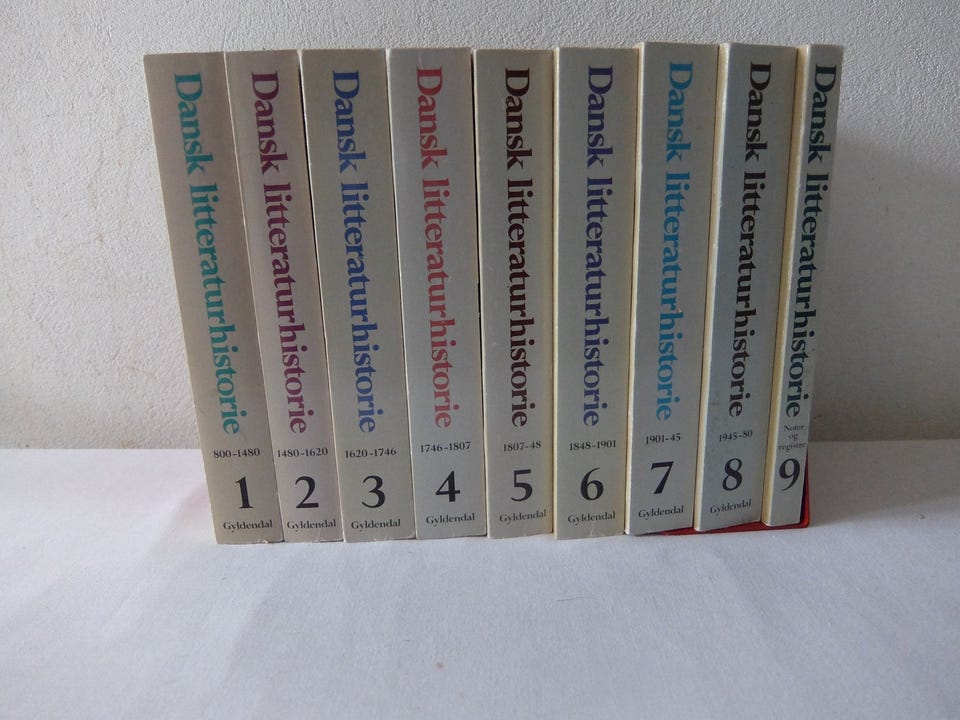 Dansk litteraturhistorie
800-1480
1
Gyldendal
Dansk litteraturhistorie
1480-1620
2
Gyldendal
Dansk litteraturhistorie
1620-1746
3
Gyldendal
Dansk litteraturhistorie
1746-1807
4
Gyldendal
Dansk litteraturhistorie
1807-48
5
Gyldendal
Dansk litteraturhistorie
1848-1901
6
Gyldendal
Dansk litteraturhistorie
1901-45
7
Gyldendal
Dansk litteraturhistorie
1945-80
8
Gyldendal
Dansk litteraturhistorie
Noter
og
registre
9